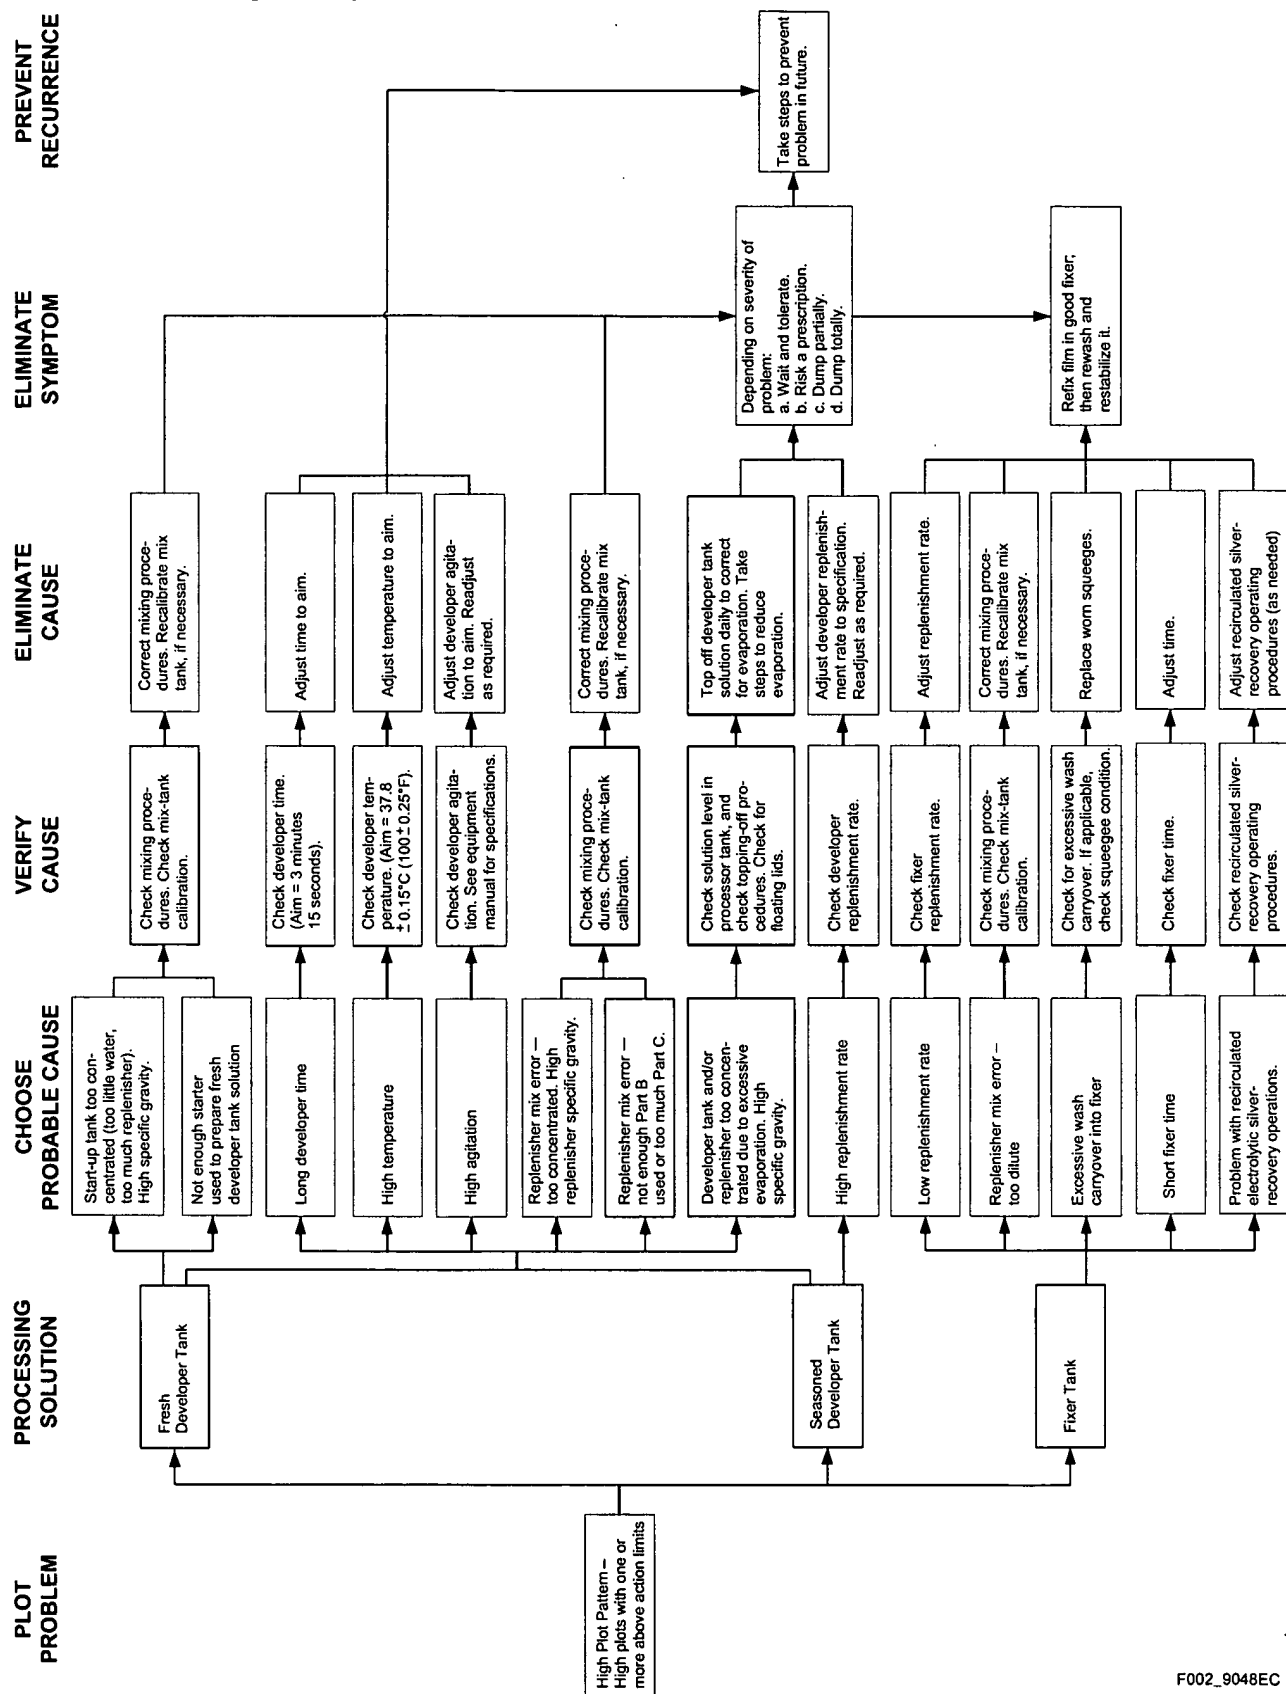 PLOT
PROBLEM
PROCESSING
SOLUTION
CHOOSE
PROBABLE CAUSE
VERIFY
CAUSE
ELIMINATE
CAUSE
ELIMINATE
SYMPTOM
PREVENT
RECURRENCE
High Plot Pattern –
High plots with one or
more above action limits
Fresh
Developer Tank
Seasoned
Developer Tank
Fixer Tank
Start-up tank too con-
centrated (too little water,
too much replenisher).
High specific gravity.
Not enough starter
used to prepare fresh
developer tank solution
Long developer time
High temperature
High agitation
Replenisher mix error –
too concentrated. High
replenisher specific gravity.
Replenisher mix error –
not enough Part B
used or too much Part C.
Developer tank and/or
replenisher too concen-
trated due to excessive
evaporation. High
specific gravity.
High replenishment rate
Low replenishment rate
Replenisher mix error –
too dilute
Excessive wash
carryover into fixer
Short fixer time
Problem with recirculated
electrolytic silver-
recovery operations.
Check mixing proce-
dures. Check mix-tank
calibration.
Check developer time.
(Aim = 3 minutes
15 seconds).
Check developer tem-
perature. (Aim = 37.8
± 0.15°C (100 ± 0.25°F).
Check developer agita-
tion. See equipment
manual for specifications.
Check mixing proce-
dures. Check mix-tank
calibration.
Check solution level in
processor tank, and
check topping-off pro-
cedures. Check for
floating lids.
Check developer
replenishment rate.
Check fixer
replenishment rate.
Check mixing proce-
dures. Check mix-tank
calibration.
Check for excessive wash
carryover. If applicable,
check squeegee condition.
Check fixer time.
Check recirculated silver-
recovery operating
procedures.
Correct mixing proce-
dures. Recalibrate mix
tank, if necessary.
Adjust time to aim.
Adjust temperature to aim.
Adjust developer agita-
tion to aim. Readjust
as required.
Correct mixing proce-
dures. Recalibrate mix
tank, if necessary.
Top off developer tank
solution daily to correct
for evaporation. Take
steps to reduce
evaporation.
Adjust developer replenish-
ment rate to specification.
Readjust as required.
Adjust replenishment rate.
Correct mixing proce-
dures. Recalibrate mix
tank, if necessary.
Replace worn squeeges.
Adjust time.
Adjust recirculated silver-
recovery operating
procedures (as needed)
Depending on severity of
problem:
a. Wait and tolerate.
b. Risk a prescription.
c. Dump partially.
d. Dump totally.
Refix film in good fixer;
then rewash and
restabilize it.
Take steps to prevent
problem in future.
F002_9048EC